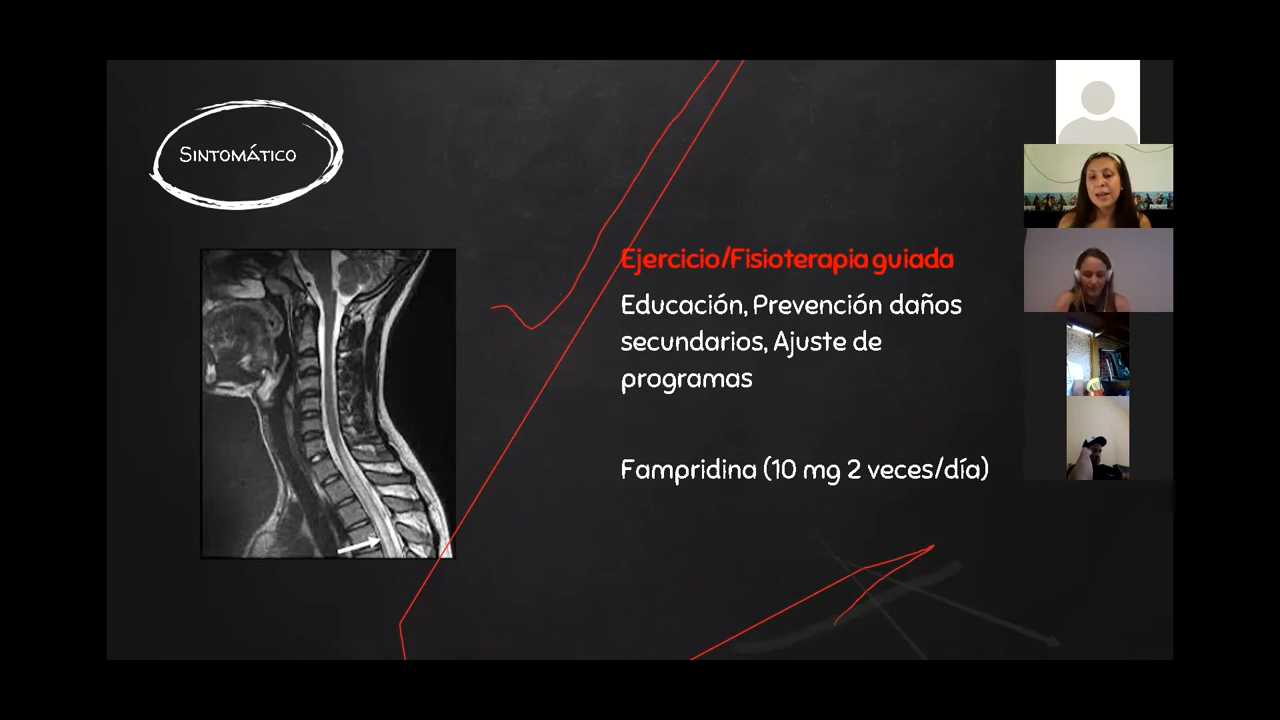 SINTOMÁTICO
Ejercicio/Fisioterapia guiada
Educación, Prevención daños
secundarios, Ajuste de
programas
Fampridina (10 mg 2 veces/día)